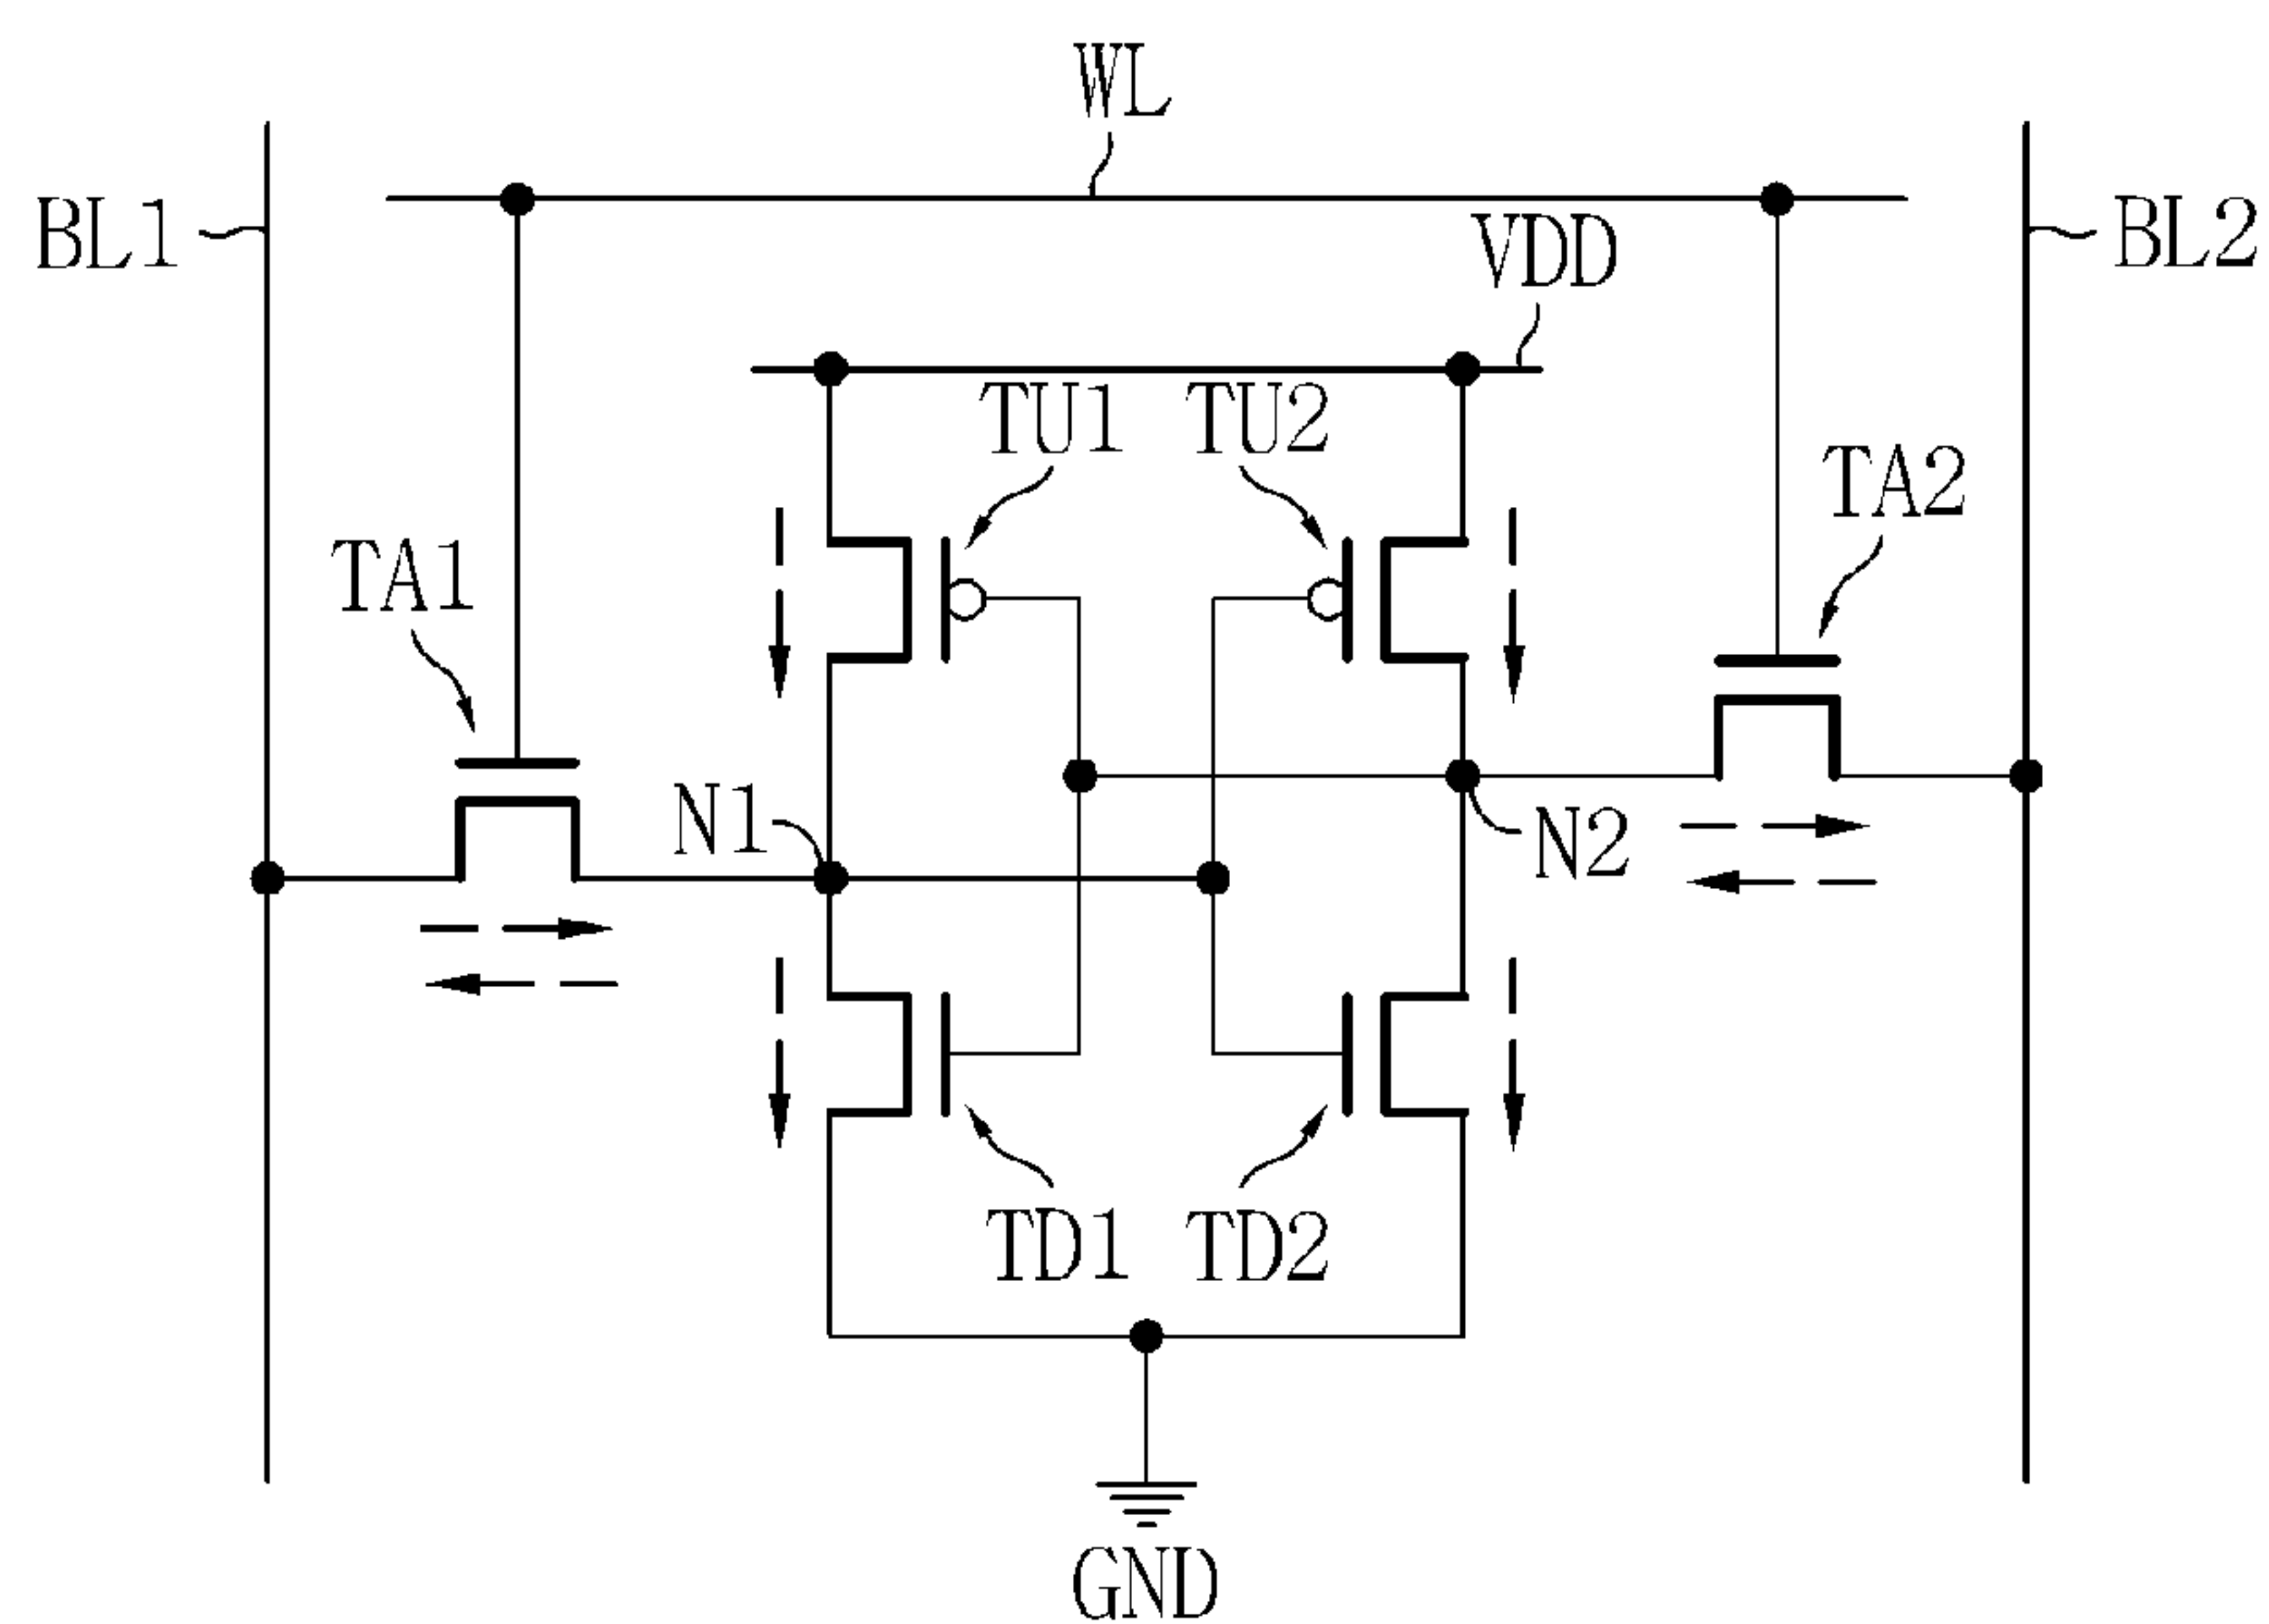 WL
BL1
BL2
VDD
TU1
TU2
TA2
TA1
N1
N2
TD1
TD2
GND